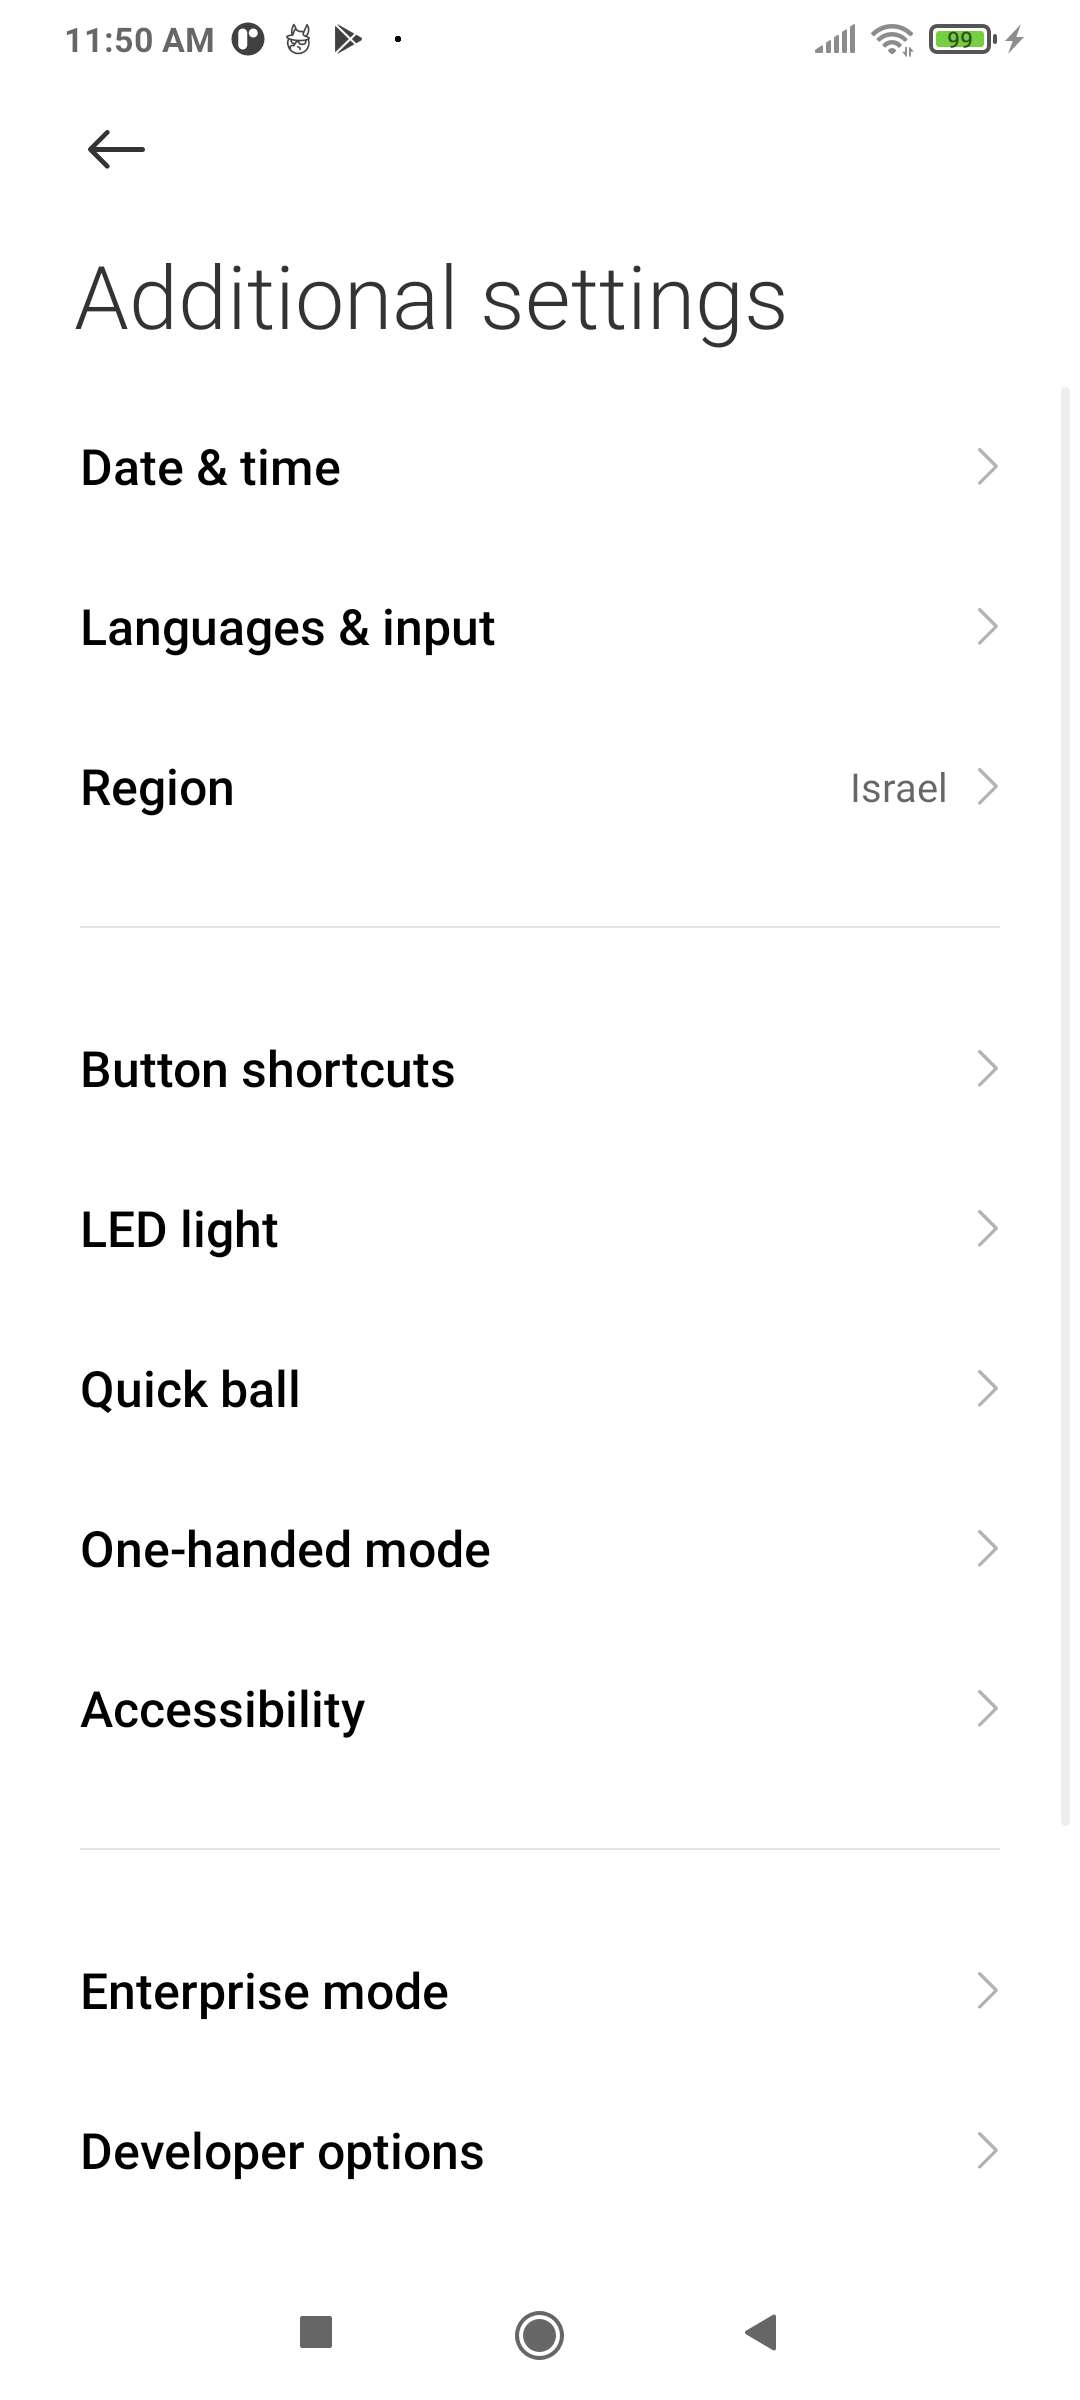 11:50 AM
99
Additional settings
Date & time
Languages & input
Region
Israel
Button shortcuts
LED light
Quick ball
One-handed mode
Accessibility
Enterprise mode
Developer options